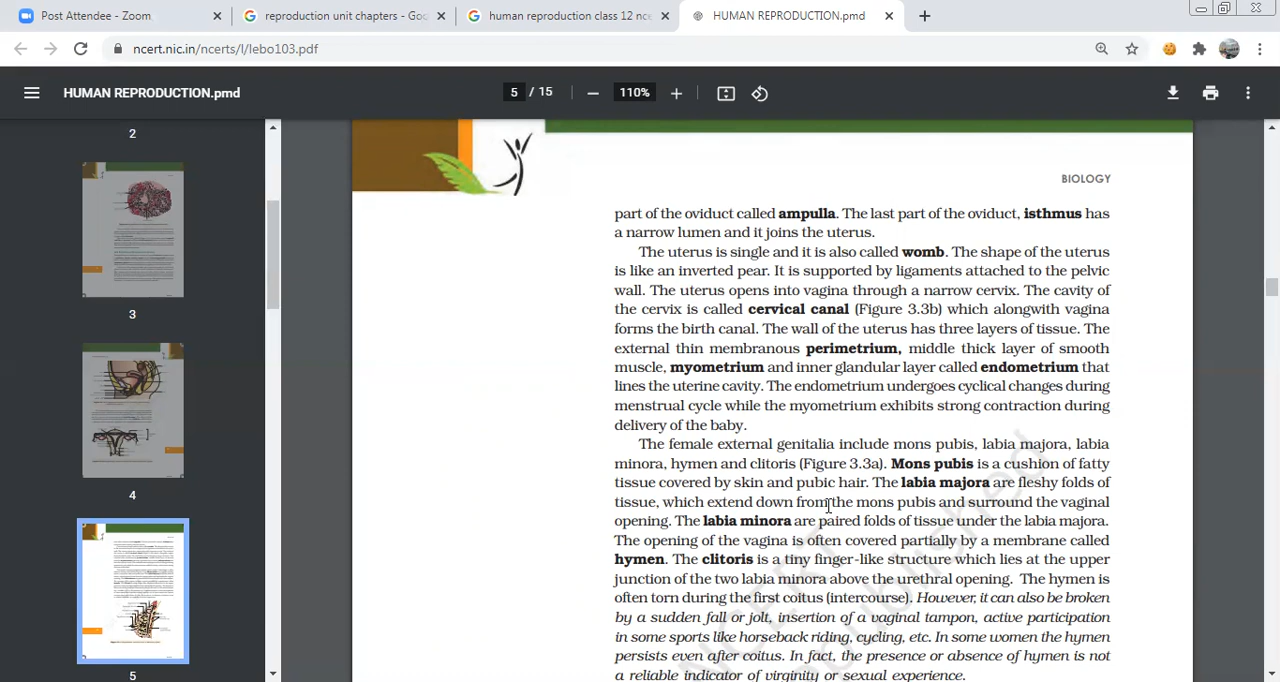 Post Attendee - Zoom
reproduction unit chapters - Goo
human reproduction class 12 nce
HUMAN REPRODUCTION.pmd
ncert.nic.in/ncerts/l/lebo103.pdf
HUMAN REPRODUCTION.pmd
5 / 15
110%
2
3
4
5
BIOLOGY
part of the oviduct called ampulla. The last part of the oviduct, isthmus has
a narrow lumen and it joins the uterus.
The uterus is single and it is also called womb. The shape of the uterus
is like an inverted pear. It is supported by ligaments attached to the pelvic
wall. The uterus opens into vagina through a narrow cervix. The cavity of
the cervix is called cervical canal (Figure 3.3b) which alongwith vagina
forms the birth canal. The wall of the uterus has three layers of tissue. The
external thin membranous perimetrium, middle thick layer of smooth
muscle, myometrium and inner glandular layer called endometrium that
lines the uterine cavity. The endometrium undergoes cyclical changes during
menstrual cycle while the myometrium exhibits strong contraction during
delivery of the baby.
The female external genitalia include mons pubis, labia majora, labia
minora, hymen and clitoris (Figure 3.3a). Mons pubis is a cushion of fatty
tissue covered by skin and pubic hair. The labia majora are fleshy folds of
tissue, which extend down from the mons pubis and surround the vaginal
opening. The labia minora are paired folds of tissue under the labia majora.
The opening of the vagina is often covered partially by a membrane called
hymen. The clitoris is a tiny finger-like structure which lies at the upper
junction of the two labia minora above the urethral opening. The hymen is
often torn during the first coitus (intercourse). However, it can also be broken
by a sudden fall or jolt, insertion of a vaginal tampon, active participation
in some sports like horseback riding, cycling, etc. In some women the hymen
persists even after coitus. In fact, the presence or absence of hymen is not
a reliable indicator of virginity or sexual experience.